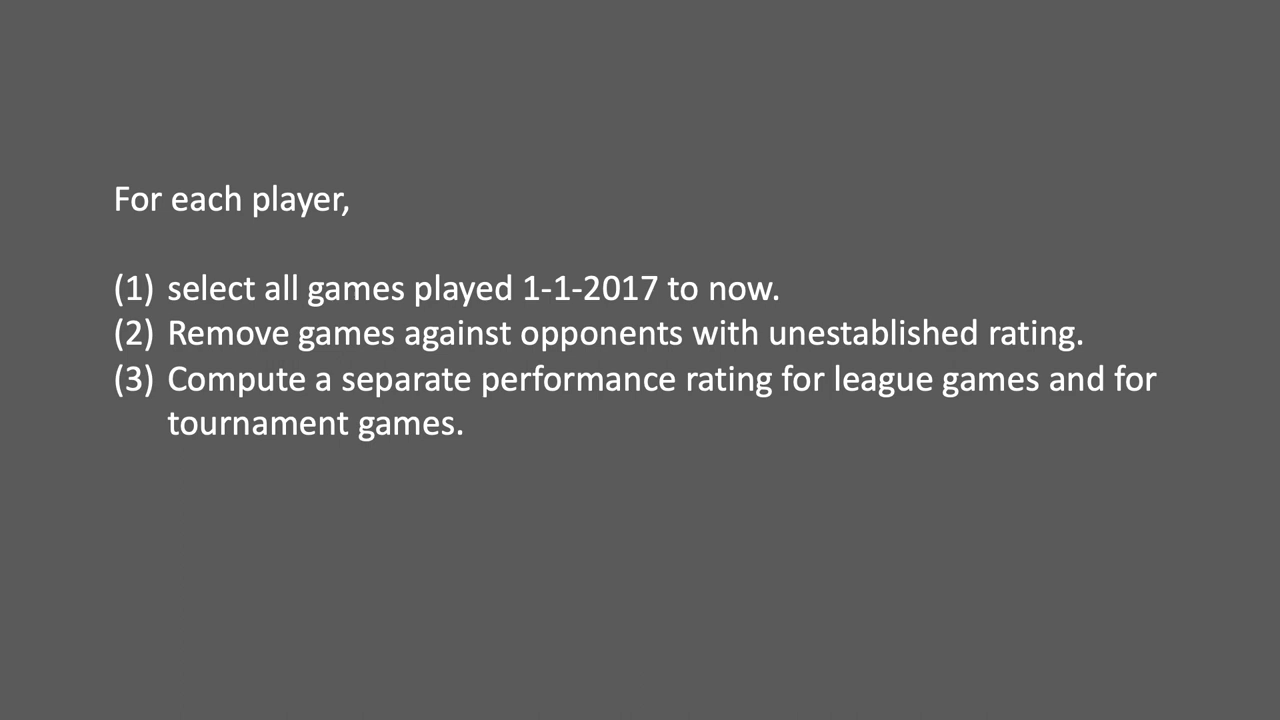 For each player,
(1) select all games played 1-1-2017 to now.
(2) Remove games against opponents with unestablished rating.
(3) Compute a separate performance rating for league games and for
tournament games.